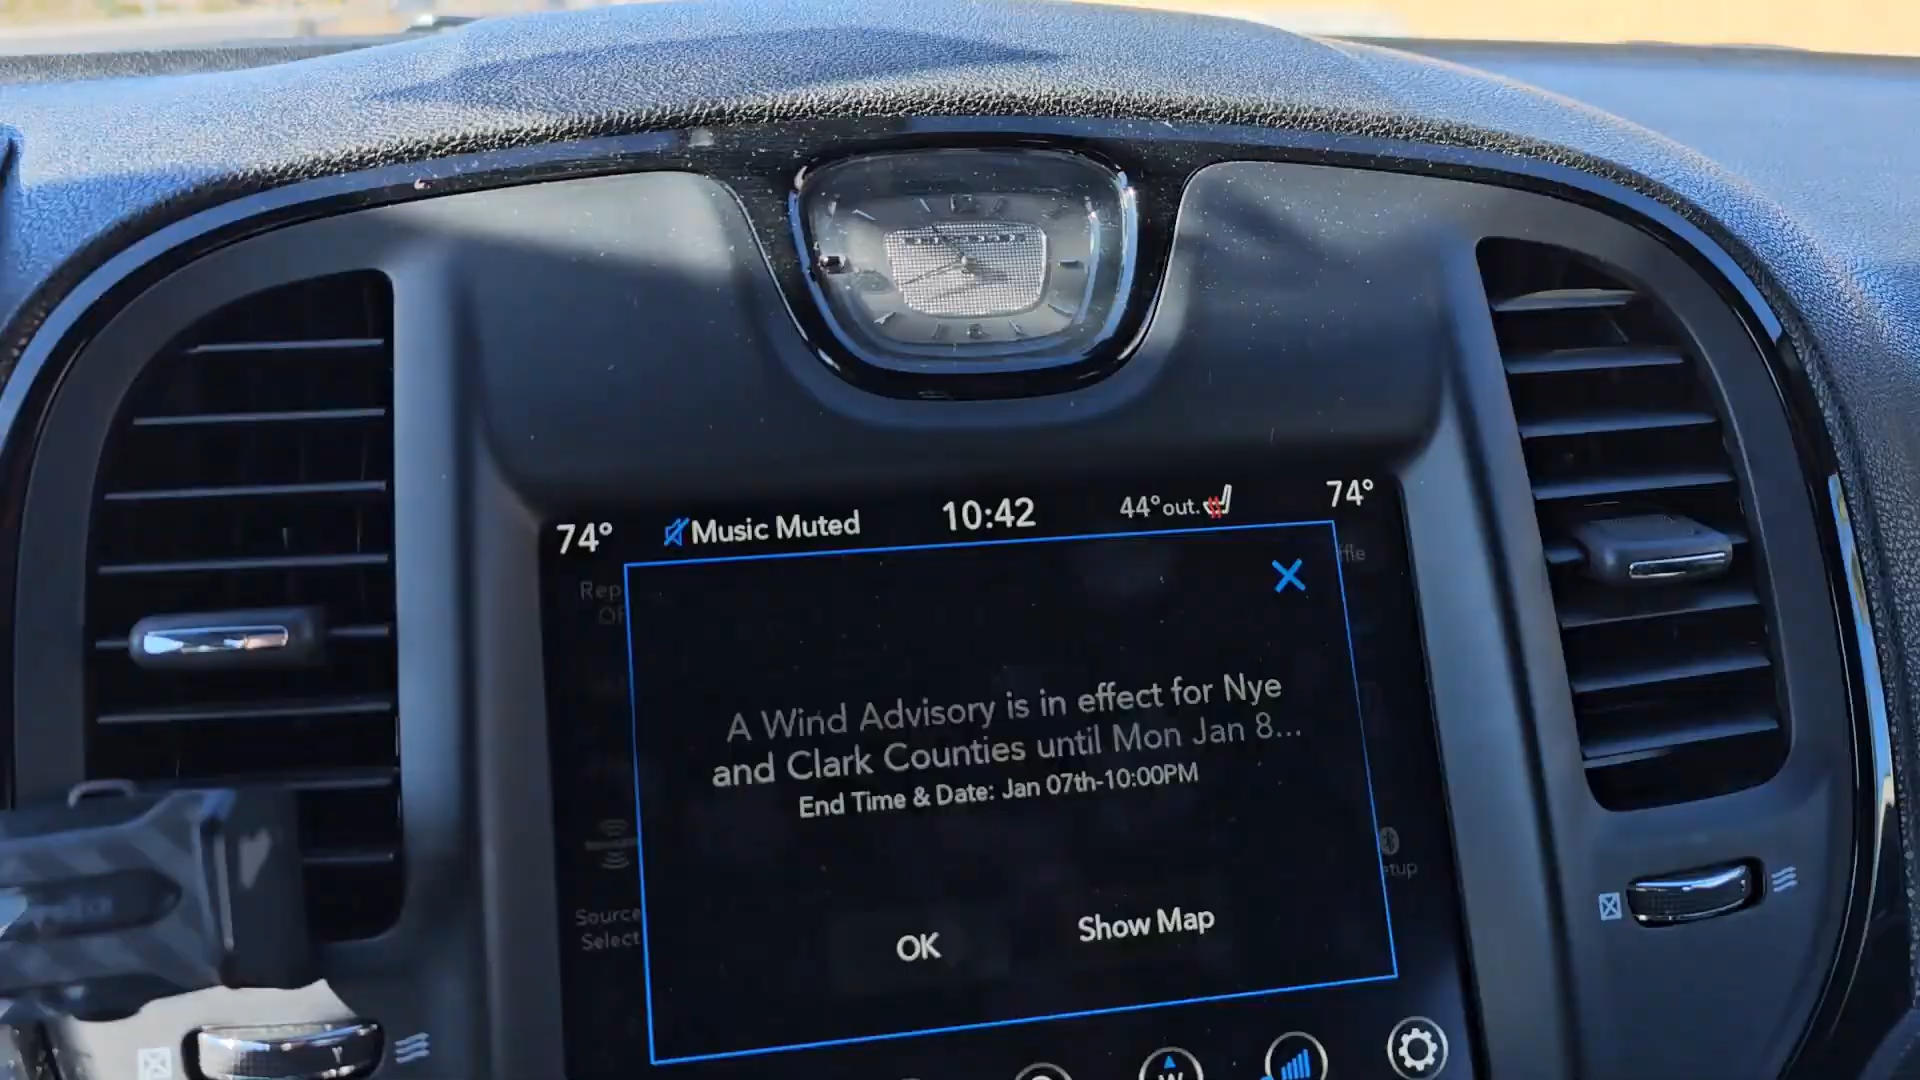 74° Music Muted 10:42 44°out. 74°
A Wind Advisory is in effect for Nye
and Clark Counties until Mon Jan 8...
End Time & Date: Jan 07th-10:00PM
OK Show Map
Source
Select
W